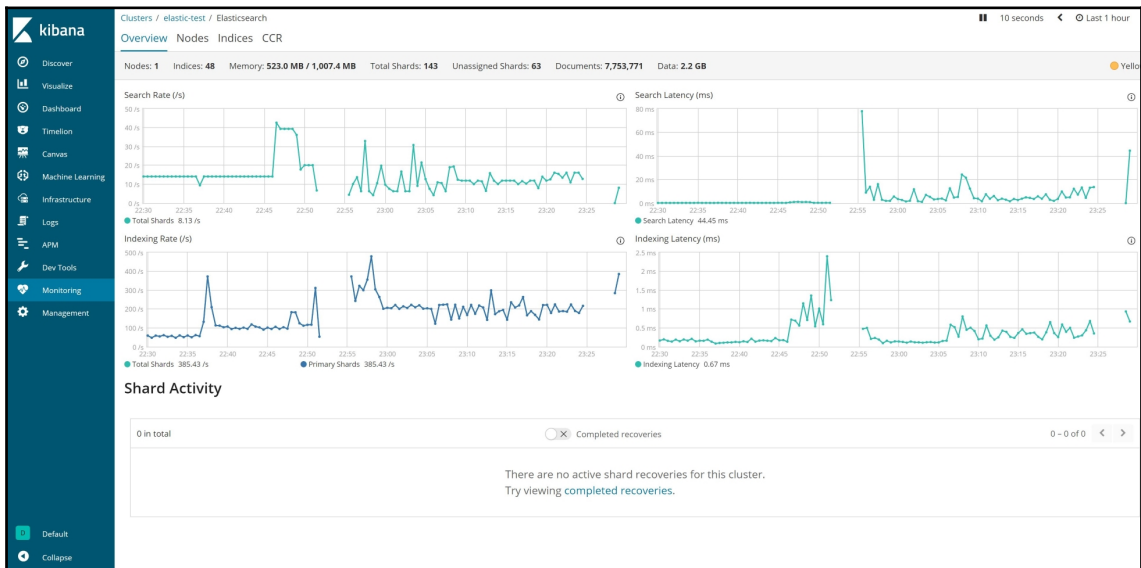 kibana
Discover
Visualize
Dashboard
Timelion
Canvas
Machine Learning
Infrastructure
Logs
APM
Dev Tools
Monitoring
Management
D Default
Collapse
Clusters / elastic-test / Elasticsearch
10 seconds Last 1 hour
Overview Nodes Indices CCR
Nodes: 1 Indices: 48 Memory: 523.0 MB / 1,007.4 MB Total Shards: 143 Unassigned Shards: 63 Documents: 7,753,771 Data: 2.2 GB Yello
Search Rate (/s)
50 /s
40 /s
30 /s
20 /s
10 /s
0 /s
22:30 22:35 22:40 22:45 22:50 22:55 23:00 23:05 23:10 23:15 23:20 23:25
Total Shards 8.13 /s
Search Latency (ms)
80 ms
60 ms
40 ms
20 ms
0 ms
22:30 22:35 22:40 22:45 22:50 22:55 23:00 23:05 23:10 23:15 23:20 23:25
Search Latency 44.45 ms
Indexing Rate (/s)
500 /s
400 /s
300 /s
200 /s
100 /s
0 /s
22:30 22:35 22:40 22:45 22:50 22:55 23:00 23:05 23:10 23:15 23:20 23:25
Total Shards 385.43 /s Primary Shards 385.43 /s
Indexing Latency (ms)
2.5 ms
2 ms
1.5 ms
1 ms
0.5 ms
0 ms
22:30 22:35 22:40 22:45 22:50 22:55 23:00 23:05 23:10 23:15 23:20 23:25
Indexing Latency 0.67 ms
Shard Activity
0 in total Completed recoveries 0 – 0 of 0
There are no active shard recoveries for this cluster.
Try viewing completed recoveries.